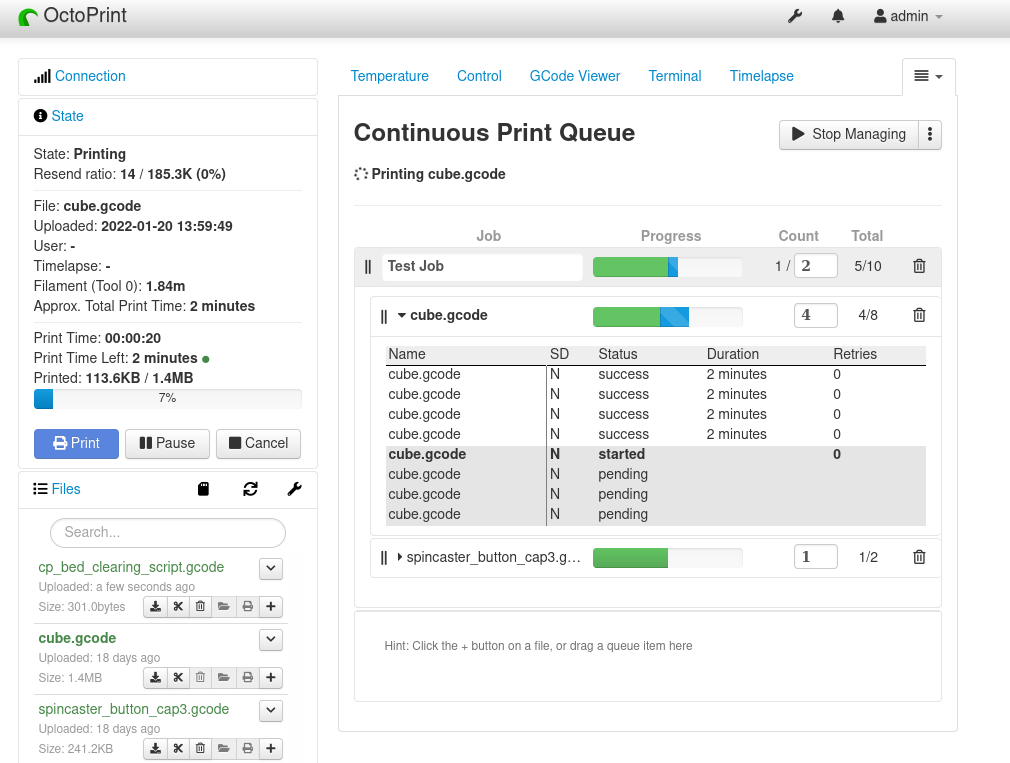 OctoPrint
admin
Connection
State
State: Printing
Resend ratio: 14 / 185.3K (0%)
File: cube.gcode
Uploaded: 2022-01-20 13:59:49
User: -
Timelapse: -
Filament (Tool 0): 1.84m
Approx. Total Print Time: 2 minutes
Print Time: 00:00:20
Print Time Left: 2 minutes
Printed: 113.6KB / 1.4MB
7%
Print Pause Cancel
Files
Search...
cp_bed_clearing_script.gcode
Uploaded: a few seconds ago
Size: 301.0bytes
cube.gcode
Uploaded: 18 days ago
Size: 1.4MB
spincaster_button_cap3.gcode
Uploaded: 18 days ago
Size: 241.2KB
Temperature Control GCode Viewer Terminal Timelapse
Continuous Print Queue
Stop Managing
Printing cube.gcode
Job Progress Count Total
Test Job 1 / 2 5/10
cube.gcode 4 4/8
Name SD Status Duration Retries
cube.gcode N success 2 minutes 0
cube.gcode N success 2 minutes 0
cube.gcode N success 2 minutes 0
cube.gcode N success 2 minutes 0
cube.gcode N started 0
cube.gcode N pending
cube.gcode N pending
cube.gcode N pending
spincaster_button_cap3.g... 1 1/2
Hint: Click the + button on a file, or drag a queue item here